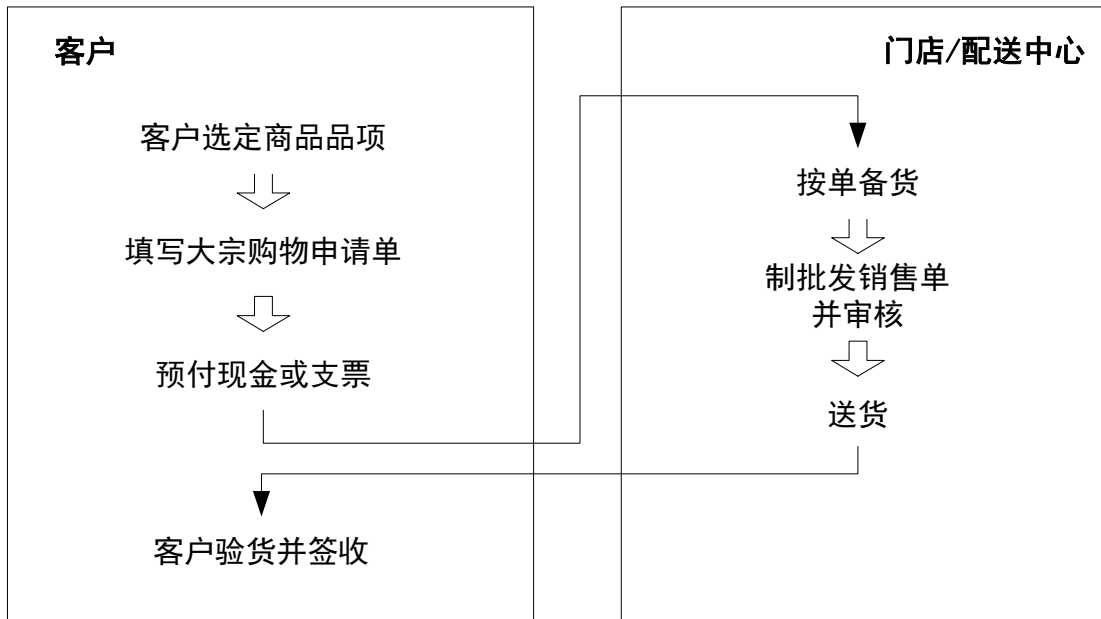 客户
客户选定商品品项
填写大宗购物申请单
预付现金或支票
客户验货并签收
门店/配送中心
按单备货
制批发销售单
并审核
送货